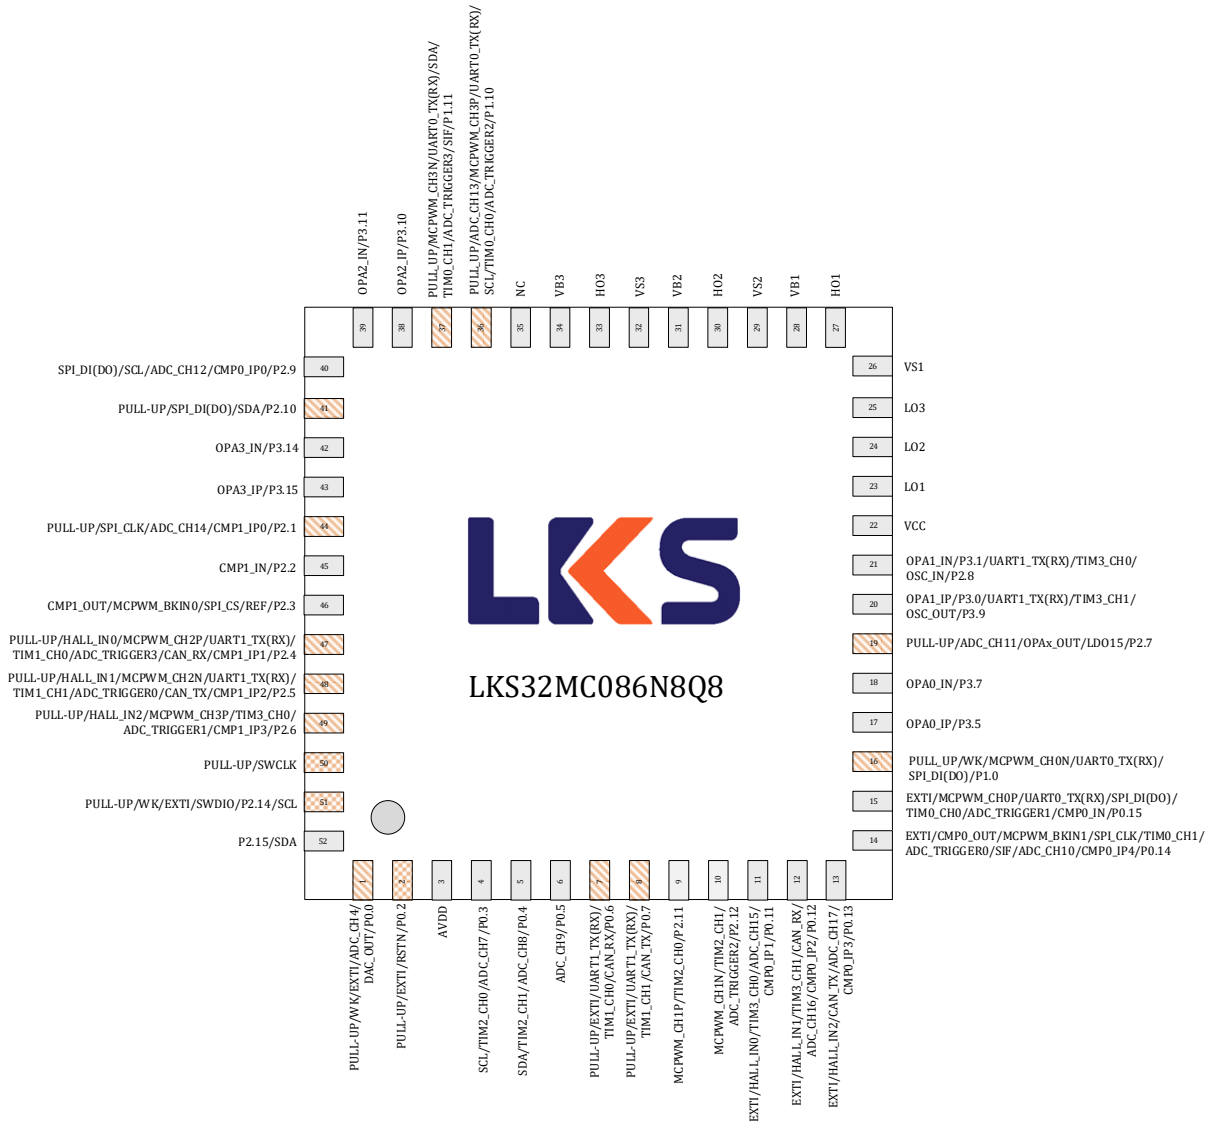 PULL_UP/MCPWM_CH3N/UART0_TX(RX)/SDA/
TIM0_CH1/ADC_TRIGGER3/SIF/P1.11
PULL_UP/ADC_CH13/MCPWM_CH3P/UART0_TX(RX)/
SCL/TIM0_CH0/ADC_TRIGGER2/P1.10
OPA2_IN/P3.11
OPA2_IP/P3.10
NC
VB3
HO3
VS3
VB2
HO2
VS2
VB1
HO1
39
38
37
36
35
34
33
32
31
30
29
28
27
SPI_DI(DO)/SCL/ADC_CH12/CMP0_IP0/P2.9
40
PULL-UP/SPI_DI(DO)/SDA/P2.10
41
OPA3_IN/P3.14
42
OPA3_IP/P3.15
43
PULL-UP/SPI_CLK/ADC_CH14/CMP1_IP0/P2.1
44
CMP1_IN/P2.2
45
CMP1_OUT/MCPWM_BKIN0/SPI_CS/REF/P2.3
46
PULL-UP/HALL_IN0/MCPWM_CH2P/UART1_TX(RX)/
TIM1_CH0/ADC_TRIGGER3/CAN_RX/CMP1_IP1/P2.4
47
PULL-UP/HALL_IN1/MCPWM_CH2N/UART1_TX(RX)/
TIM1_CH1/ADC_TRIGGER0/CAN_TX/CMP1_IP2/P2.5
48
PULL-UP/HALL_IN2/MCPWM_CH3P/TIM3_CH0/
ADC_TRIGGER1/CMP1_IP3/P2.6
49
PULL-UP/SWCLK
50
PULL-UP/WK/EXTI/SWDIO/P2.14/SCL
51
P2.15/SDA
52
LKS
LKS32MC086N8Q8
26
VS1
25
LO3
24
LO2
23
LO1
22
VCC
21
OPA1_IN/P3.1/UART1_TX(RX)/TIM3_CH0/
OSC_IN/P2.8
20
OPA1_IP/P3.0/UART1_TX(RX)/TIM3_CH1/
OSC_OUT/P3.9
19
PULL-UP/ADC_CH11/OPAx_OUT/LDO15/P2.7
18
OPA0_IN/P3.7
17
OPA0_IP/P3.5
16
PULL_UP/WK/MCPWM_CH0N/UART0_TX(RX)/
SPI_DI(DO)/P1.0
15
EXTI/MCPWM_CH0P/UART0_TX(RX)/SPI_DI(DO)/
TIM0_CH0/ADC_TRIGGER1/CMP0_IN/P0.15
14
EXTI/CMP0_OUT/MCPWM_BKIN1/SPI_CLK/TIM0_CH1/
ADC_TRIGGER0/SIF/ADC_CH10/CMP0_IP4/P0.14
1
2
3
4
5
6
7
8
9
10
11
12
13
PULL-UP/WK/EXTI/ADC_CH4/
DAC_OUT/P0.0
PULL-UP/EXTI/RSTN/P0.2
AVDD
SCL/TIM2_CH0/ADC_CH7/P0.3
SDA/TIM2_CH1/ADC_CH8/P0.4
ADC_CH9/P0.5
PULL-UP/EXTI/UART1_TX(RX)/
TIM1_CH0/CAN_RX/P0.6
PULL-UP/EXTI/UART1_TX(RX)/
TIM1_CH1/CAN_TX/P0.7
MCPWM_CH1P/TIM2_CH0/P2.11
MCPWM_CH1N/TIM2_CH1/
ADC_TRIGGER2/P2.12
EXTI/HALL_IN0/TIM3_CH0/ADC_CH15/
CMP0_IP1/P0.11
EXTI/HALL_IN1/TIM3_CH1/CAN_RX/
ADC_CH16/CMP0_IP2/P0.12
EXTI/HALL_IN2/CAN_TX/ADC_CH17/
CMP0_IP3/P0.13